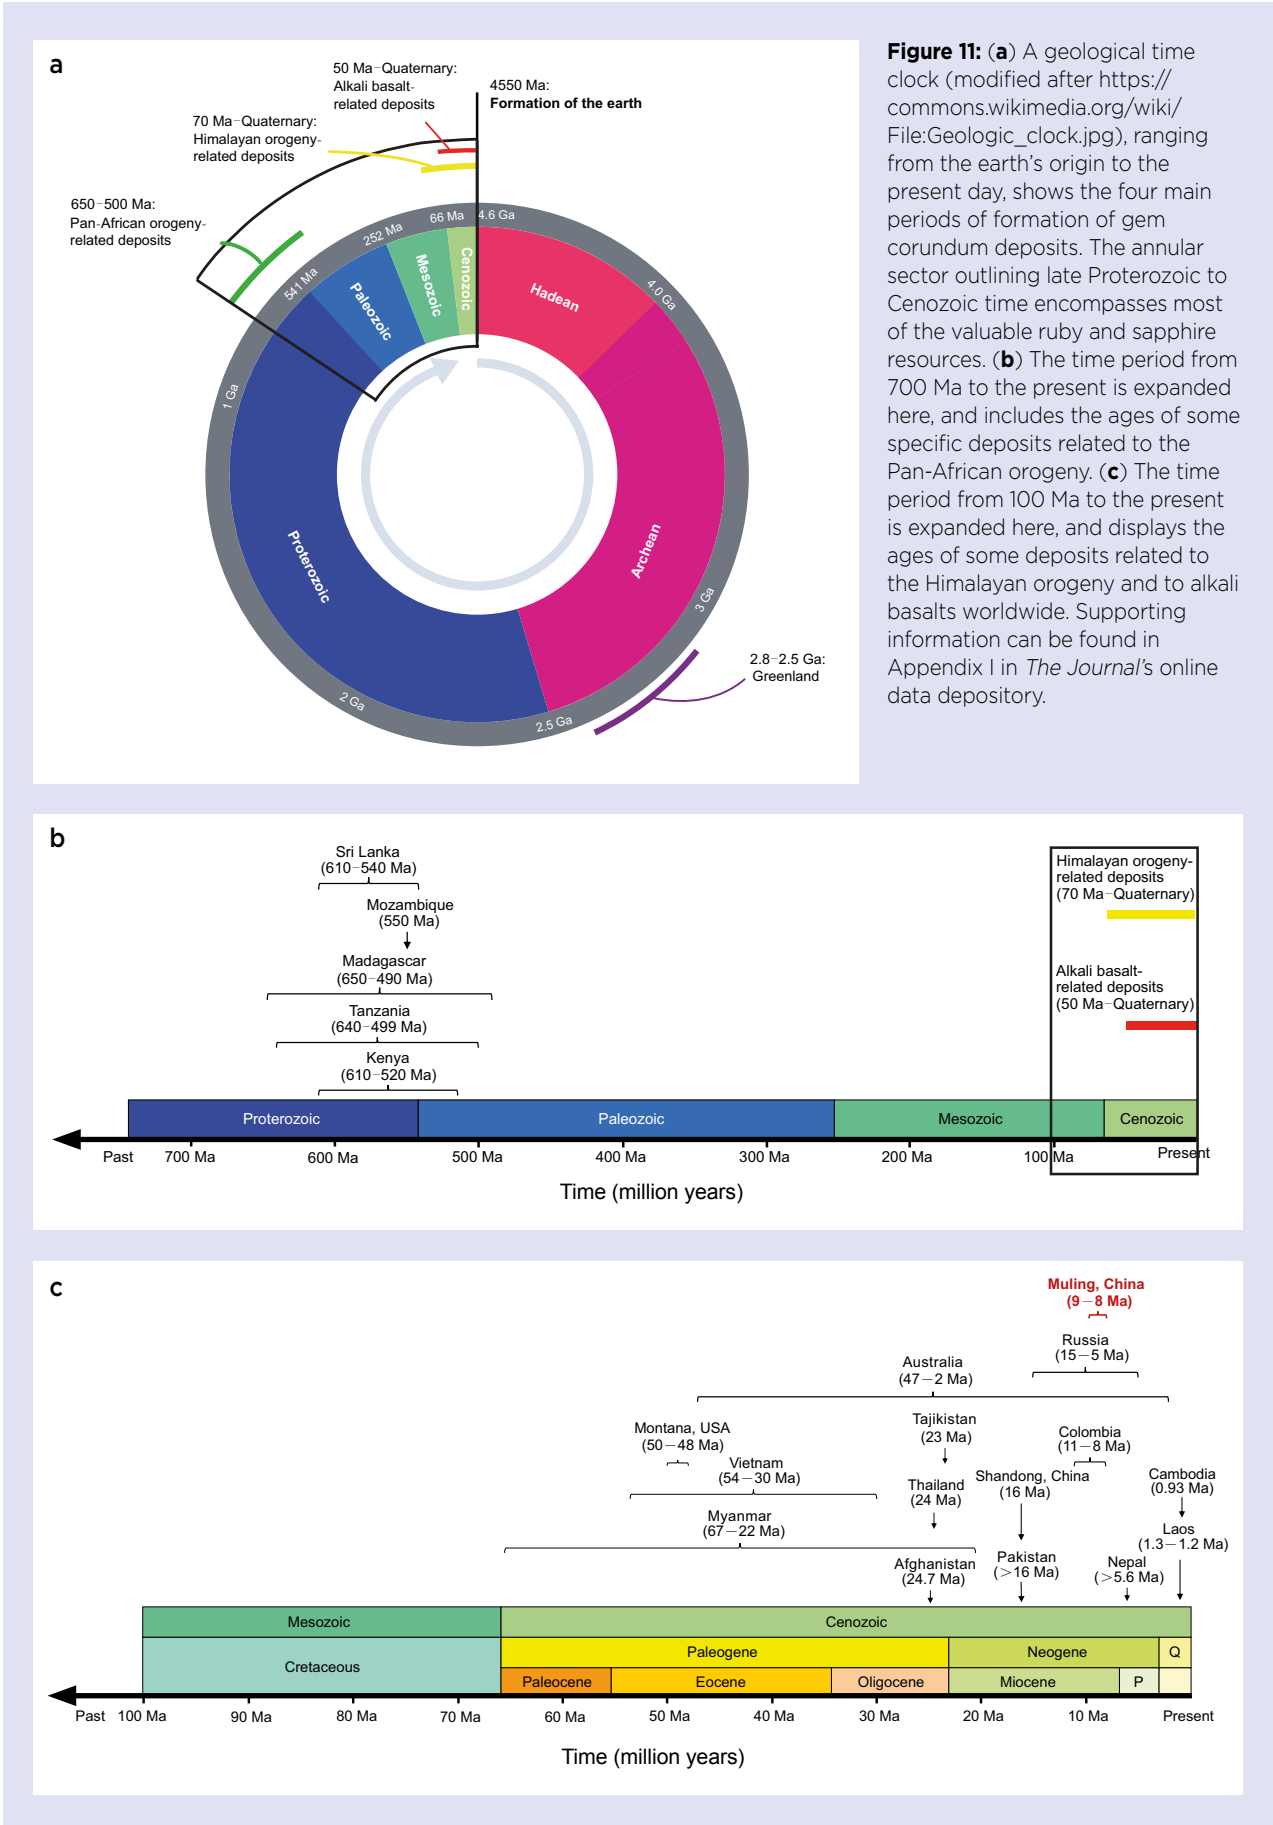 a
50 Ma–Quaternary:
Alkali basalt-
related deposits
4550 Ma:
Formation of the earth
70 Ma–Quaternary:
Himalayan orogeny-
related deposits
650–500 Ma:
Pan-African orogeny-
related deposits
541 Ma
252 Ma
66 Ma
4.6 Ga
4.0 Ga
3 Ga
2.5 Ga
2 Ga
1 Ga
Paleozoic
Mesozoic
Cenozoic
Hadean
Archean
Proterozoic
2.8–2.5 Ga:
Greenland
Figure 11: (a) A geological time
clock (modified after https://
commons.wikimedia.org/wiki/
File:Geologic_clock.jpg), ranging
from the earth's origin to the
present day, shows the four main
periods of formation of gem
corundum deposits. The annular
sector outlining late Proterozoic to
Cenozoic time encompasses most
of the valuable ruby and sapphire
resources. (b) The time period from
700 Ma to the present is expanded
here, and includes the ages of some
specific deposits related to the
Pan-African orogeny. (c) The time
period from 100 Ma to the present
is expanded here, and displays the
ages of some deposits related to
the Himalayan orogeny and to alkali
basalts worldwide. Supporting
information can be found in
Appendix I in The Journal's online
data depository.
b
Sri Lanka
(610–540 Ma)
Mozambique
(550 Ma)
Madagascar
(650–490 Ma)
Tanzania
(640–499 Ma)
Kenya
(610–520 Ma)
Himalayan orogeny-
related deposits
(70 Ma–Quaternary)
Alkali basalt-
related deposits
(50 Ma–Quaternary)
Proterozoic Paleozoic Mesozoic Cenozoic
Past 700 Ma 600 Ma 500 Ma 400 Ma 300 Ma 200 Ma 100 Ma Present
Time (million years)
c
Muling, China
(9–8 Ma)
Russia
(15–5 Ma)
Australia
(47–2 Ma)
Montana, USA
(50–48 Ma)
Tajikistan
(23 Ma)
Colombia
(11–8 Ma)
Vietnam
(54–30 Ma)
Thailand
(24 Ma)
Shandong, China
(16 Ma)
Cambodia
(0.93 Ma)
Myanmar
(67–22 Ma)
Laos
(1.3–1.2 Ma)
Afghanistan
(24.7 Ma)
Pakistan
(>16 Ma)
Nepal
(>5.6 Ma)
Mesozoic Cenozoic
Cretaceous Paleogene Neogene Q
Paleocene Eocene Oligocene Miocene P
Past 100 Ma 90 Ma 80 Ma 70 Ma 60 Ma 50 Ma 40 Ma 30 Ma 20 Ma 10 Ma Present
Time (million years)